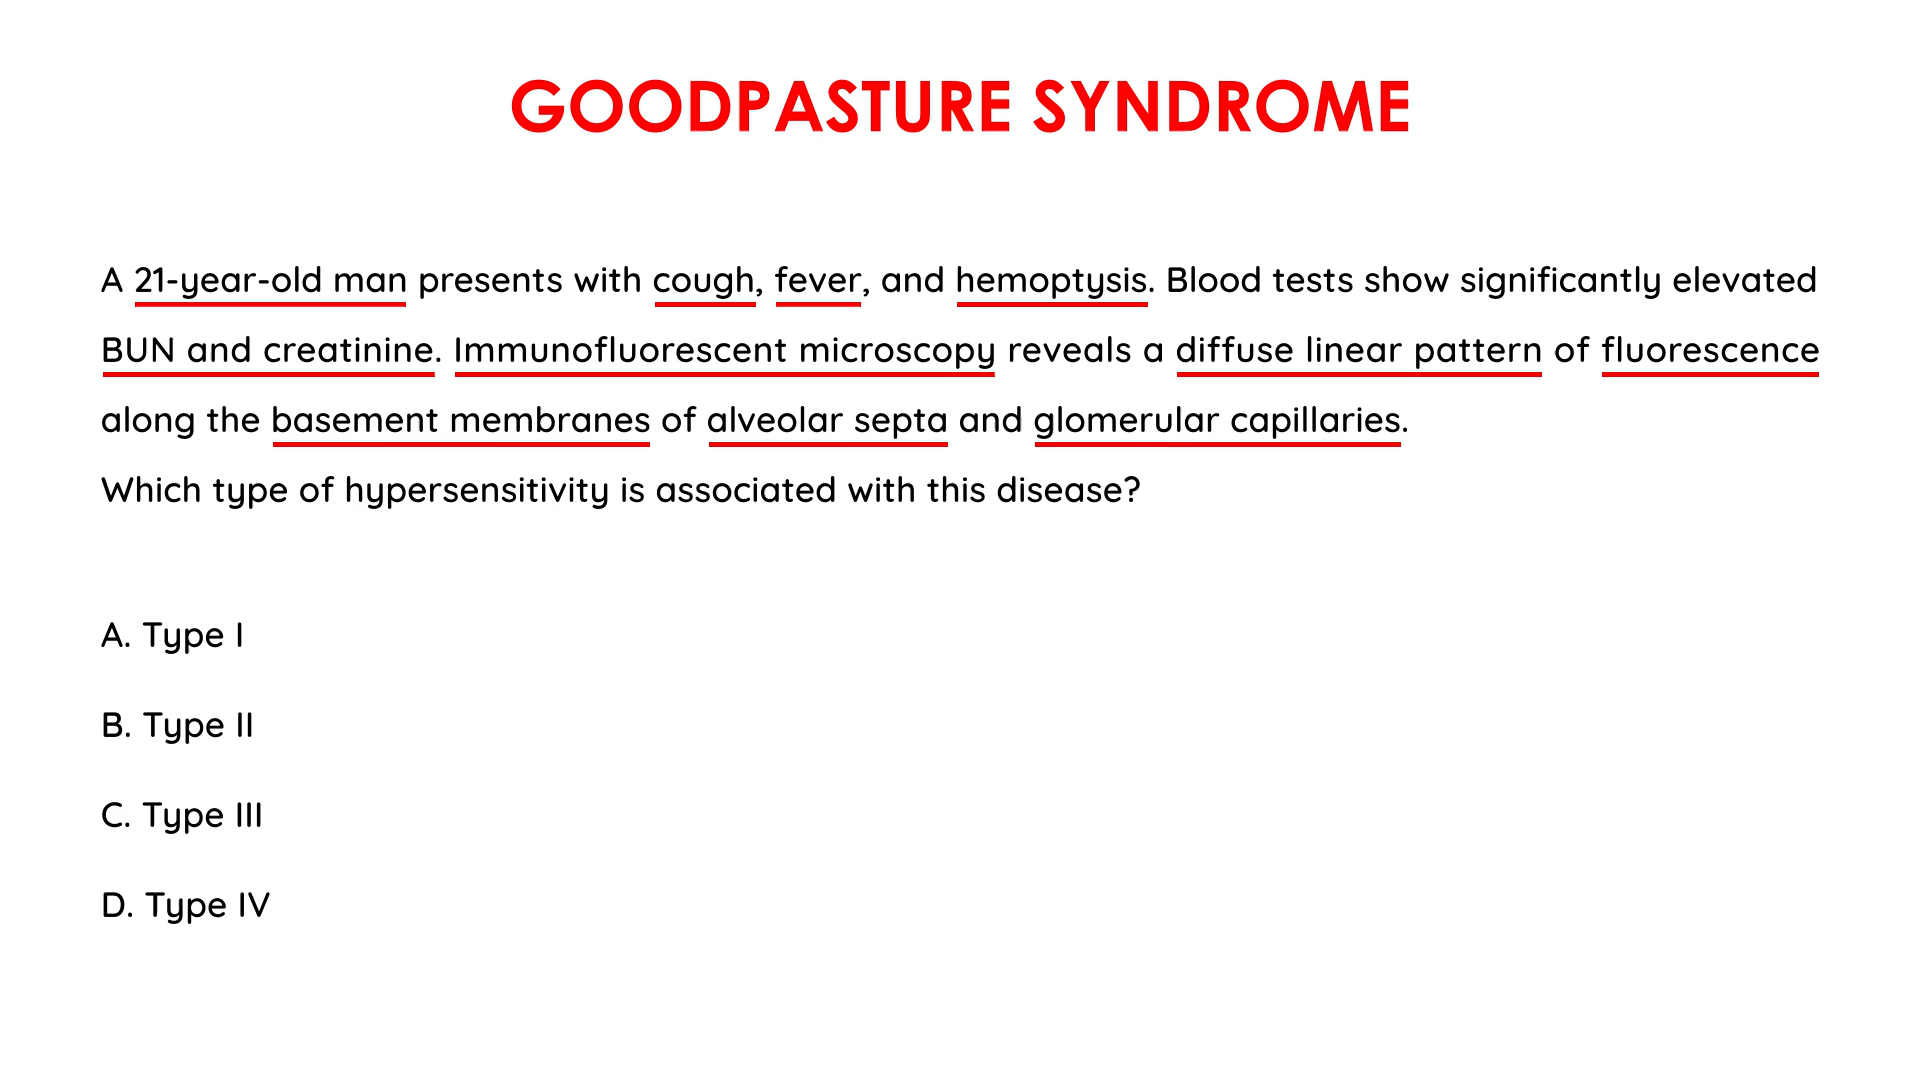 GOODPASTURE SYNDROME
A 21-year-old man presents with cough, fever, and hemoptysis. Blood tests show significantly elevated
BUN and creatinine. Immunofluorescent microscopy reveals a diffuse linear pattern of fluorescence
along the basement membranes of alveolar septa and glomerular capillaries.
Which type of hypersensitivity is associated with this disease?
A. Type I
B. Type II
C. Type III
D. Type IV